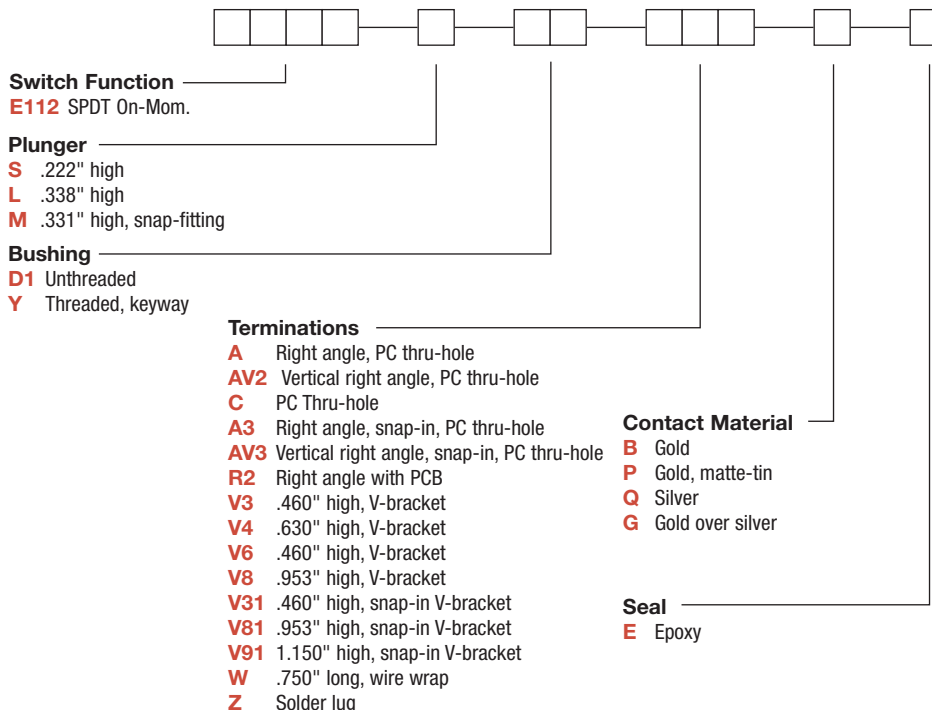 Switch Function
E112 SPDT On-Mom.
Plunger
S .222" high
L .338" high
M .331" high, snap-fitting
Bushing
D1 Unthreaded
Y Threaded, keyway
Terminations
A Right angle, PC thru-hole
AV2 Vertical right angle, PC thru-hole
C PC Thru-hole
A3 Right angle, snap-in, PC thru-hole
AV3 Vertical right angle, snap-in, PC thru-hole
R2 Right angle with PCB
V3 .460" high, V-bracket
V4 .630" high, V-bracket
V6 .460" high, V-bracket
V8 .953" high, V-bracket
V31 .460" high, snap-in V-bracket
V81 .953" high, snap-in V-bracket
V91 1.150" high, snap-in V-bracket
W .750" long, wire wrap
Z Solder lug
Contact Material
B Gold
P Gold, matte-tin
Q Silver
G Gold over silver
Seal
E Epoxy